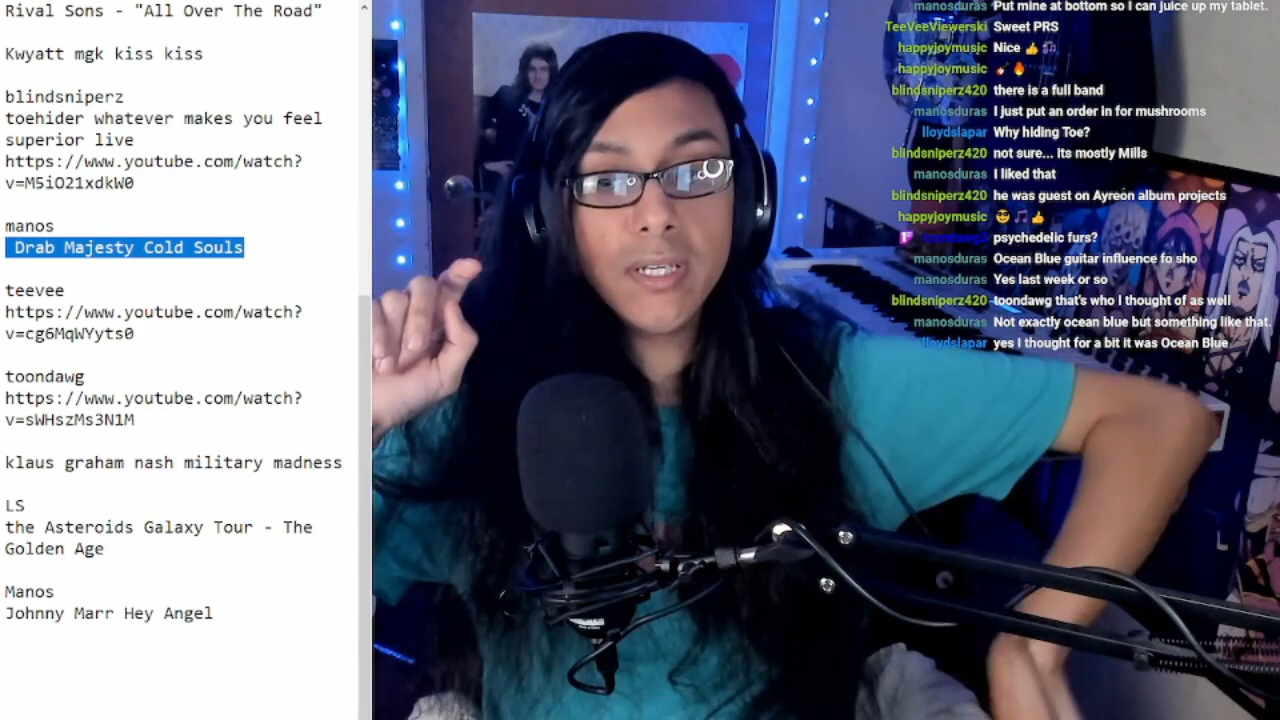 Rival Sons - "All Over The Road"
Kwyatt mgk kiss kiss
blindsniperz
toehider whatever makes you feel
superior live
https://www.youtube.com/watch?
v=M5iO21xdkW0
manos
Drab Majesty Cold Souls
teevee
https://www.youtube.com/watch?
v=cg6MqWYyts0
toondawg
https://www.youtube.com/watch?
v=sWHszMs3N1M
klaus graham nash military madness
LS
the Asteroids Galaxy Tour - The
Golden Age
Manos
Johnny Marr Hey Angel
manosduras Put mine at bottom so I can juice up my tablet.
TeeVeeViewerski Sweet PRS
happyjoymusic Nice 👍🎶
happyjoymusic 🎸🔥
blindsniperz420 there is a full band
manosduras I just put an order in for mushrooms
lloydslapar Why hiding Toe?
blindsniperz420 not sure... its mostly Mills
manosduras I liked that
blindsniperz420 he was guest on Ayreon album projects
happyjoymusic 😎🎵👍
psychedelic furs?
manosduras Ocean Blue guitar influence fo sho
manosduras Yes last week or so
blindsniperz420 toondawg that's who I thought of as well
manosduras Not exactly ocean blue but something like that.
lloydslapar yes I thought for a bit it was Ocean Blue